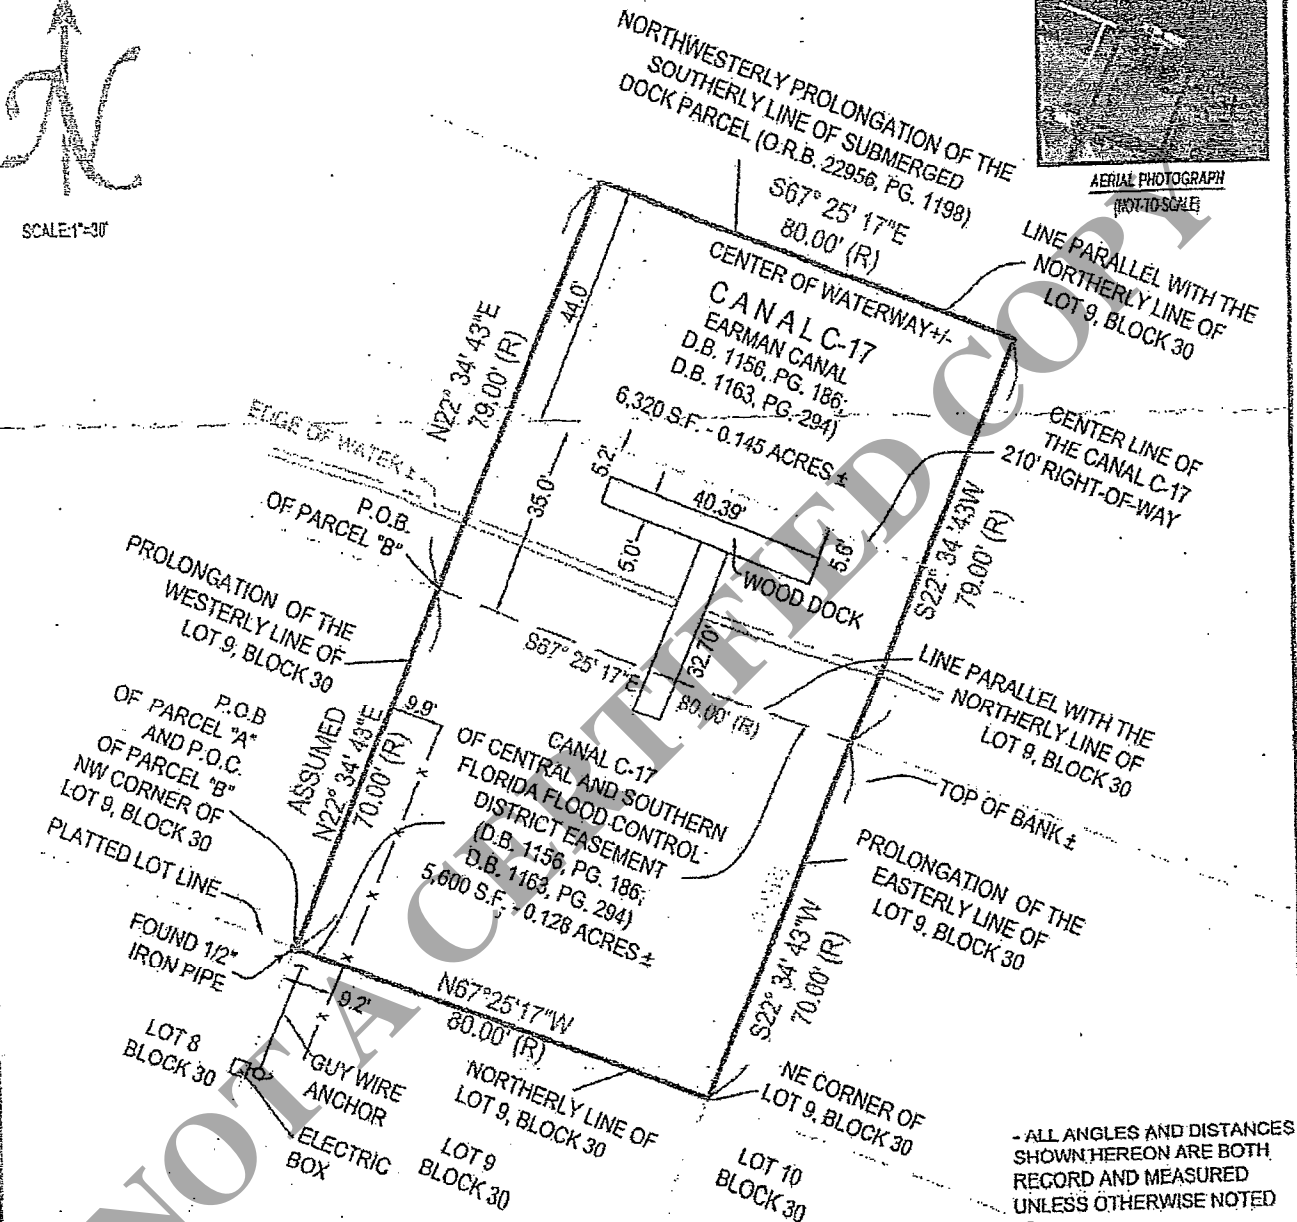 N
SCALE:1"=30'
AERIAL PHOTOGRAPH
(NOT-TO-SCALE)
NORTHWESTERLY PROLONGATION OF THE
SOUTHERLY LINE OF SUBMERGED
DOCK PARCEL (O.R.B. 22956, PG. 1198)
S67° 25' 17"E
80.00' (R)
LINE PARALLEL WITH THE
NORTHERLY LINE OF
LOT 9, BLOCK 30
CENTER OF WATERWAY+/-
CANAL C-17
EARMAN CANAL
D.B. 1156, PG. 186;
D.B. 1163, PG. 294)
6,320 S.F. - 0.145 ACRES ±
44.0'
N22° 34' 43"E
79.00' (R)
CENTER LINE OF
THE CANAL C-17
210' RIGHT-OF-WAY
EDGE OF WATER ±
P.O.B.
OF PARCEL "B"
35.0'
5.2'
40.39'
5.0'
5.6'
WOOD DOCK
32.70'
S22° 34 '43W
79.00' (R)
PROLONGATION OF THE
WESTERLY LINE OF
LOT 9, BLOCK 30
S67° 25' 17"E
80.00' (R)
LINE PARALLEL WITH THE
NORTHERLY LINE OF
LOT 9, BLOCK 30
P.O.B
OF PARCEL "A"
AND P.O.C.
OF PARCEL "B"
NW CORNER OF
LOT 9, BLOCK 30
PLATTED LOT LINE
ASSUMED
N22° 34' 43"E
70.00' (R)
9.9'
CANAL C-17
OF CENTRAL AND SOUTHERN
FLORIDA FLOOD CONTROL
DISTRICT EASEMENT
(D.B. 1156, PG. 186;
D.B. 1163, PG. 294)
5,600 S.F. - 0.128 ACRES ±
TOP OF BANK ±
PROLONGATION OF THE
EASTERLY LINE OF
LOT 9, BLOCK 30
S22° 34' 43"W
70.00' (R)
FOUND 1/2"
IRON PIPE
9.2'
N67°25'17"W
80.00' (R)
LOT 8
BLOCK 30
GUY WIRE
ANCHOR
ELECTRIC
BOX
NORTHERLY LINE OF
LOT 9, BLOCK 30
LOT 9
BLOCK 30
NE CORNER OF
LOT 9, BLOCK 30
LOT 10
BLOCK 30
- ALL ANGLES AND DISTANCES
SHOWN HEREON ARE BOTH
RECORD AND MEASURED
UNLESS OTHERWISE NOTED
NOT A CERTIFIED COPY